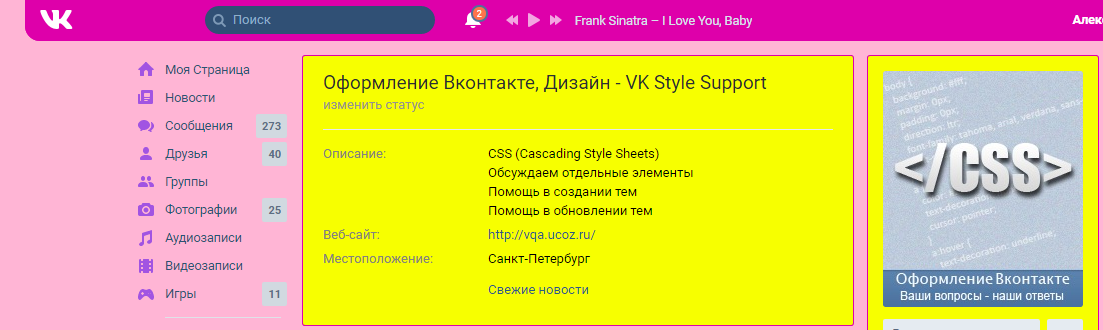 Поиск
2
Frank Sinatra – I Love You, Baby
Алекс
Моя Страница
Новости
Сообщения 273
Друзья 40
Группы
Фотографии 25
Аудиозаписи
Видеозаписи
Игры 11
Оформление Вконтакте, Дизайн - VK Style Support
изменить статус
Описание: CSS (Cascading Style Sheets)
Обсуждаем отдельные элементы
Помощь в создании тем
Помощь в обновлении тем
Веб-сайт: http://vqa.ucoz.ru/
Местоположение: Санкт-Петербург
Свежие новости
body {
background: #fff;
margin: 0px;
padding: 0px;
direction: ltr;
font-family: tahoma, arial, verdana, sans-
</CSS>
text-decoration:
cursor: pointer;
}
a:hover {
text-decoration: underline,
Оформление Вконтакте
Ваши вопросы - наши ответы